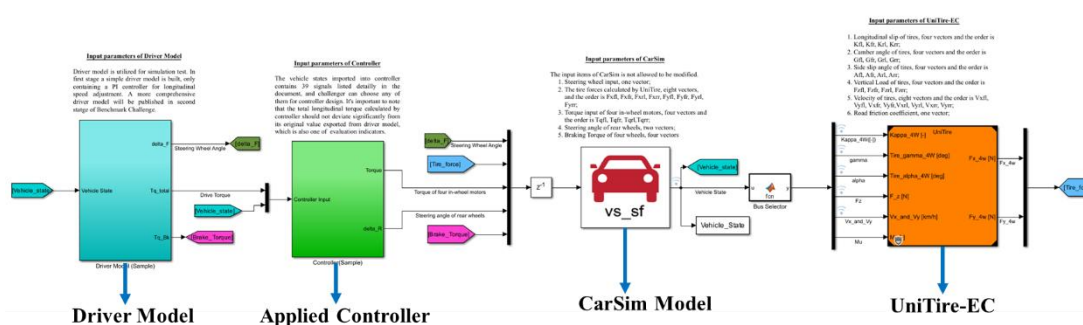 Input parameters of Driver Model
Driver model is utilized for simulation test. In
first stage a simple driver model is built, only
containing a PI controller for longitudinal
speed adjustment. A more comprehensive
driver model will be published in second
statge of Benchmark Challenge.
[Vehicle_state]
Vehicle State
delta_F
Steering Wheel Angle
[delta_F]
Tq_total
Drive Torque
[Vehicle_state]
Tq_Bk
[Brake_Torque]
Driver Model (Sample)
Driver Model
Input parameters of Controller
The vehicle states imported into controller
contains 39 signals listed detailly in the
document, and challenger can choose any of
them for controller design. It's important to note
that the total longitudinal torque calculated by
controller should not deviate significantly from
its original value exported from driver model,
which is also one of evaluation indicators.
Controller Input
Torque
Torque of four in-wheel motors
delta_R
Steering angle of rear wheels
Controller(Sample)
Applied Controller
[delta_F]
Steering Wheel Angle
[Tire_force]
[Brake_Torque]
z⁻¹
Input parameters of CarSim
The input items of CarSim is not allowed to be modified.
1. Steering wheel input, one vector;
2. The tire forces calculated by UniTire, eight vectors,
and the order is Fxfl, Fxfr, Fxrl, Fxrr, Fyfl, Fyfr, Fyrl,
Fyrr;
3. Torque input of four in-wheel motors, four vectors and
the order is Tqfl, Tqfr, Tqrl,Tqrr;
4. Steering angle of rear wheels, two vectors;
5. Braking Torque of four wheels, four vectors
vs_sf
CarSim Model
[Vehicle_state]
Vehicle State
Vehicle_State
u
fcn
y
Bus Selector
Input parameters of UniTire-EC
1. Longitudinal slip of tires, four vectors and the order is
Kfl, Kfr, Krl, Krr;
2. Camber angle of tires, four vectors and the order is
Gfl, Gfr, Grl, Grr;
3. Side slip angle of tires, four vectors and the order is
Afl, Afr, Arl, Arr;
4. Vertical Load of tires, four vectors and the order is
Fzfl, Fzfr, Fzrl, Fzrr;
5. Velocity of tires, eight vectors and the order is Vxfl,
Vyfl, Vxfr, Vyfr,Vxrl, Vyrl, Vxrr, Vyrr;
6. Road friction coefficient, one vector;
UniTire
Kappa_4W[-]
Kappa_4W [-]
gamma
Tire_gamma_4W [deg]
alpha
Tire_alpha_4W [deg]
Fz
F_z [N]
Vx_and_Vy
Vx_and_Vy [km/h]
Mu
Fx_4w [N]
Fx_4w
Fy_4w [N]
Fy_4w
UniTire-EC